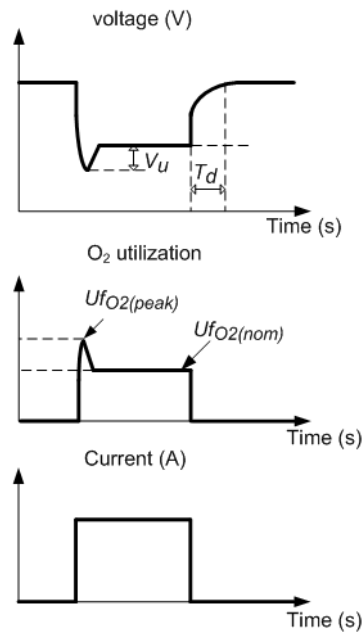 voltage (V)
Vu
Td
Time (s)
O₂ utilization
UfO2(peak)
UfO2(nom)
Time (s)
Current (A)
Time (s)